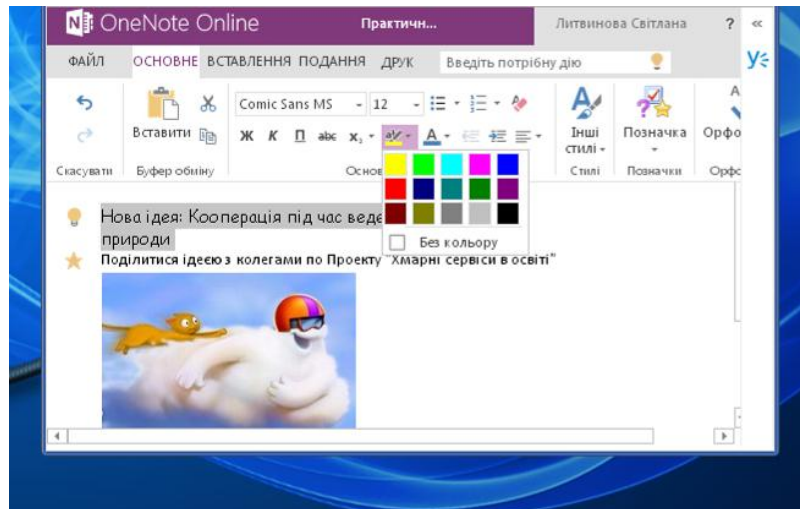 OneNote Online Практичн... Литвинова Світлана ? «
ФАЙЛ ОСНОВНЕ ВСТАВЛЕННЯ ПОДАННЯ ДРУК Введіть потрібну дію
Comic Sans MS 12
Вставити Ж К П abc x, ab A Інші стилі Позначка Орфо
Скасувати Буфер обміну Основ Стилі Позначки Орфо
Без кольору
Нова ідея: Кооперація під час веде
природи
Поділитися ідеєю з колегами по Проекту "Хмарні сервіси в освіті"